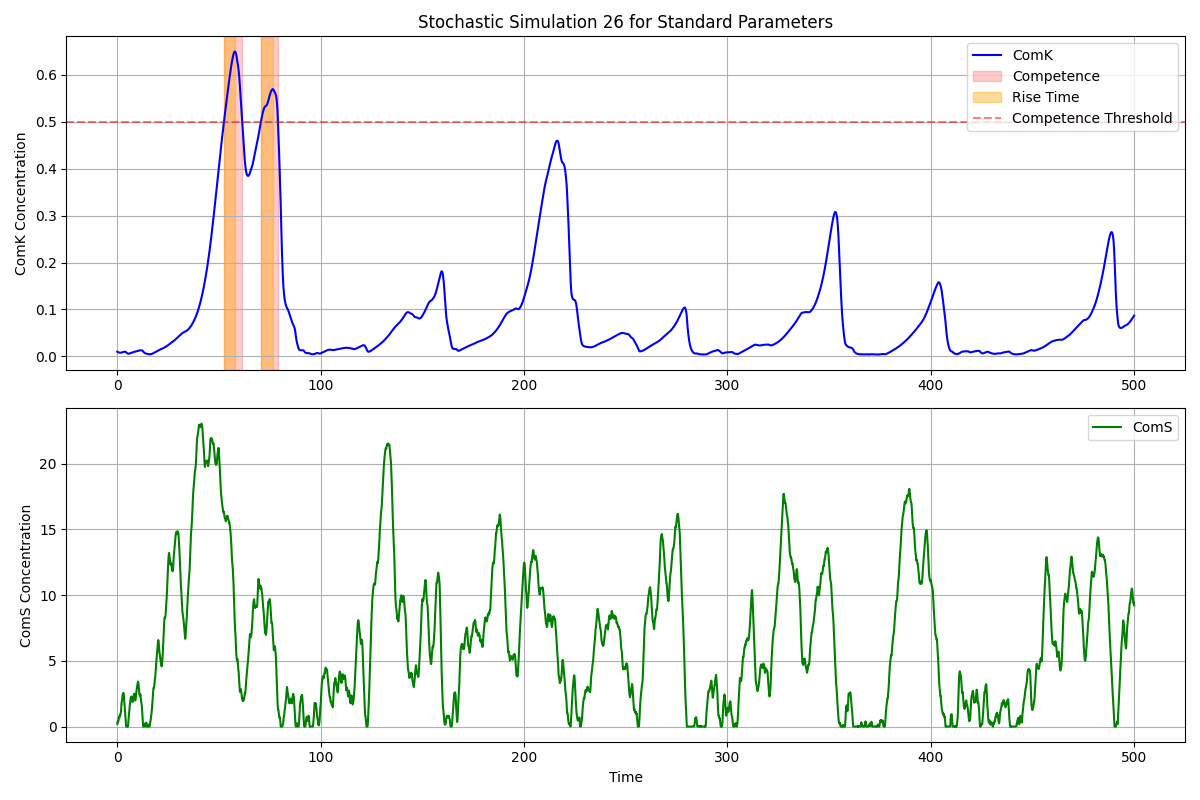 Stochastic Simulation 26 for Standard Parameters
ComK Concentration
0.6
0.5
0.4
0.3
0.2
0.1
0.0
ComK
Competence
Rise Time
Competence Threshold
0 100 200 300 400 500
ComS Concentration
20
15
10
5
0
ComS
0 100 200 300 400 500
Time